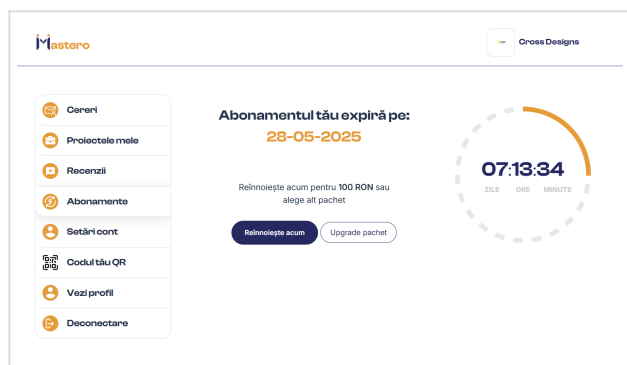 Mastero
Cross Designs
Cereri
Proiectele mele
Recenzii
Abonamente
Setări cont
Codul tău QR
Vezi profil
Deconectare
Abonamentul tău expiră pe:
28-05-2025
Reînnoiește acum pentru 100 RON sau
alege alt pachet
Reînnoiește acum
Upgrade pachet
07:13:34
ZILE ORE MINUTE